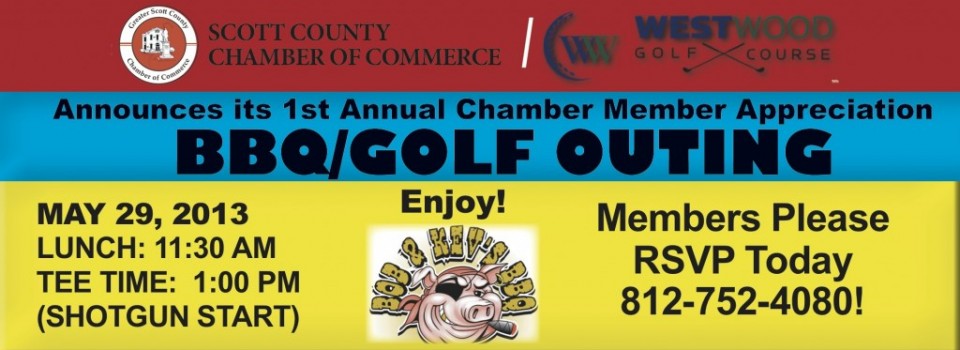 Greater Scott County
Chamber of Commerce
SCOTT COUNTY
CHAMBER OF COMMERCE
/
W
WESTWOOD
GOLF COURSE
Announces its 1st Annual Chamber Member Appreciation
BBQ/GOLF OUTING
MAY 29, 2013
LUNCH: 11:30 AM
TEE TIME: 1:00 PM
(SHOTGUN START)
Enjoy!
BOB & KEV'S BBQ
Members Please
RSVP Today
812-752-4080!